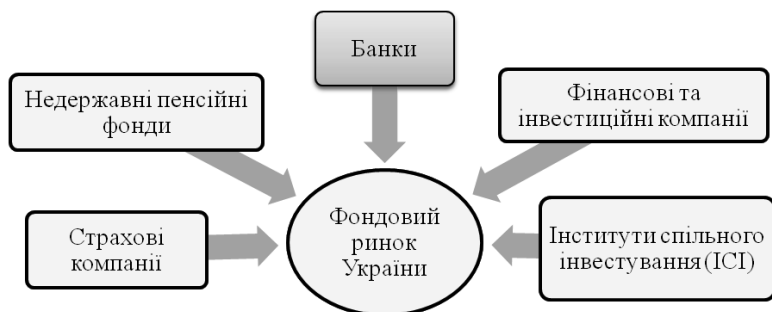 Банки
Недержавні пенсійні
фонди
Фінансові та
інвестиційні компанії
Страхові
компанії
Фондовий
ринок
України
Інститути спільного
інвестування (ІСІ)